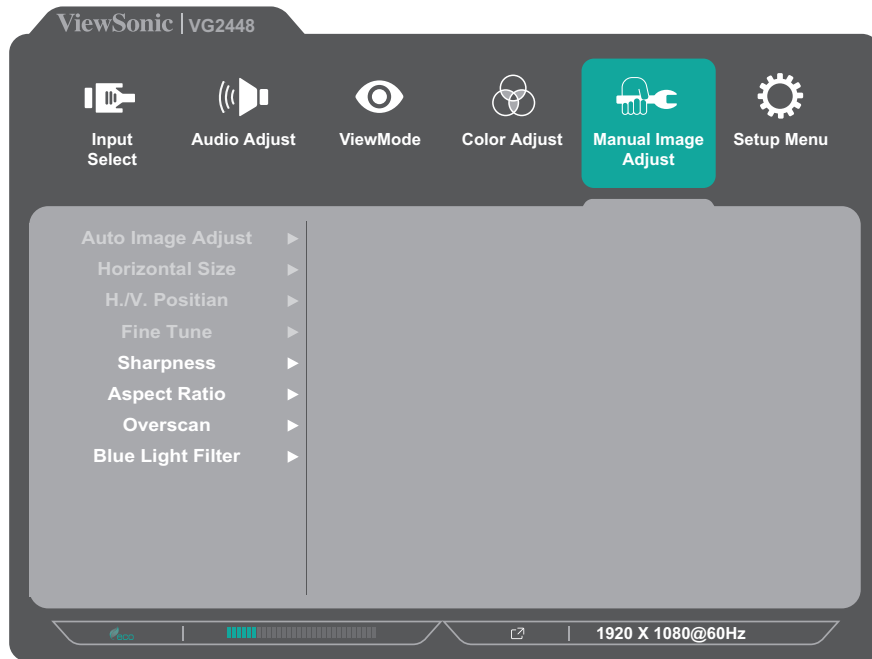 ViewSonic | VG2448
Input
Select
Audio Adjust
ViewMode
Color Adjust
Manual Image
Adjust
Setup Menu
Auto Image Adjust
Horizontal Size
H./V. Positian
Fine Tune
Sharpness
Aspect Ratio
Overscan
Blue Light Filter
eco
1920 X 1080@60Hz